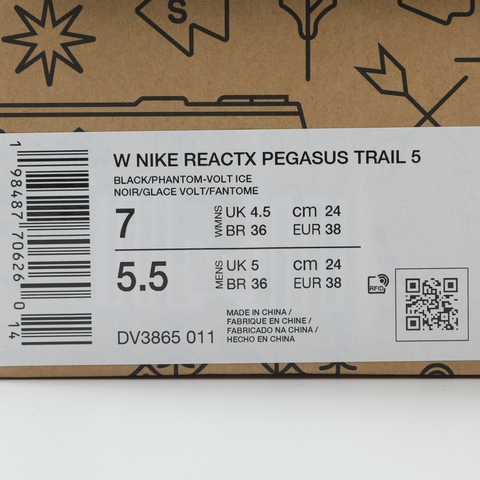 S
W NIKE REACTX PEGASUS TRAIL 5
BLACK/PHANTOM-VOLT ICE
NOIR/GLACE VOLT/FANTOME
7 WMNS UK 4.5 cm 24
BR 36 EUR 38
5.5 MENS UK 5 cm 24
BR 36 EUR 38
RFID
DV3865 011
MADE IN CHINA /
FABRIQUE EN CHINE /
FABRICADO NA CHINA /
HECHO EN CHINA
1 98487 70626 0 14